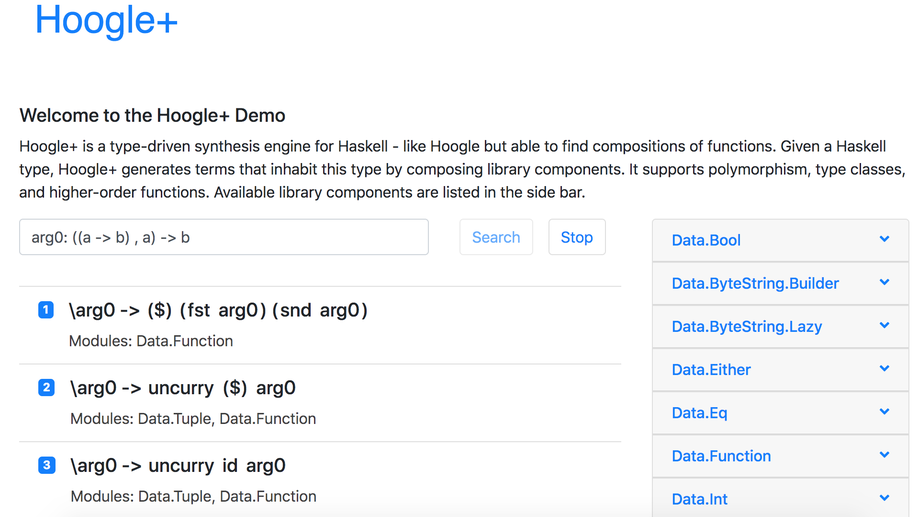 Hoogle+
Welcome to the Hoogle+ Demo
Hoogle+ is a type-driven synthesis engine for Haskell - like Hoogle but able to find compositions of functions. Given a Haskell
type, Hoogle+ generates terms that inhabit this type by composing library components. It supports polymorphism, type classes,
and higher-order functions. Available library components are listed in the side bar.
arg0: ((a -> b) , a) -> b
Search
Stop
1 \arg0 -> ($) (fst arg0) (snd arg0)
Modules: Data.Function
2 \arg0 -> uncurry ($) arg0
Modules: Data.Tuple, Data.Function
3 \arg0 -> uncurry id arg0
Modules: Data.Tuple, Data.Function
Data.Bool
Data.ByteString.Builder
Data.ByteString.Lazy
Data.Either
Data.Eq
Data.Function
Data.Int